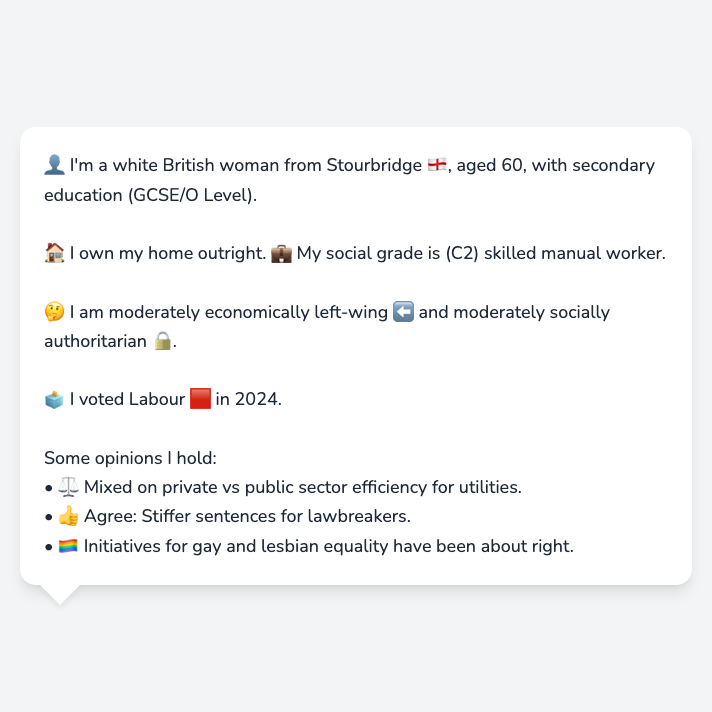 👤 I'm a white British woman from Stourbridge 🏴󠁧󠁢󠁥󠁮󠁧󠁿, aged 60, with secondary
education (GCSE/O Level).
🏠 I own my home outright. 💼 My social grade is (C2) skilled manual worker.
🤔 I am moderately economically left-wing ⬅️ and moderately socially
authoritarian 🔒.
🗳️ I voted Labour 🟥 in 2024.
Some opinions I hold:
• ⚖️ Mixed on private vs public sector efficiency for utilities.
• 👍 Agree: Stiffer sentences for lawbreakers.
• 🏳️‍🌈 Initiatives for gay and lesbian equality have been about right.